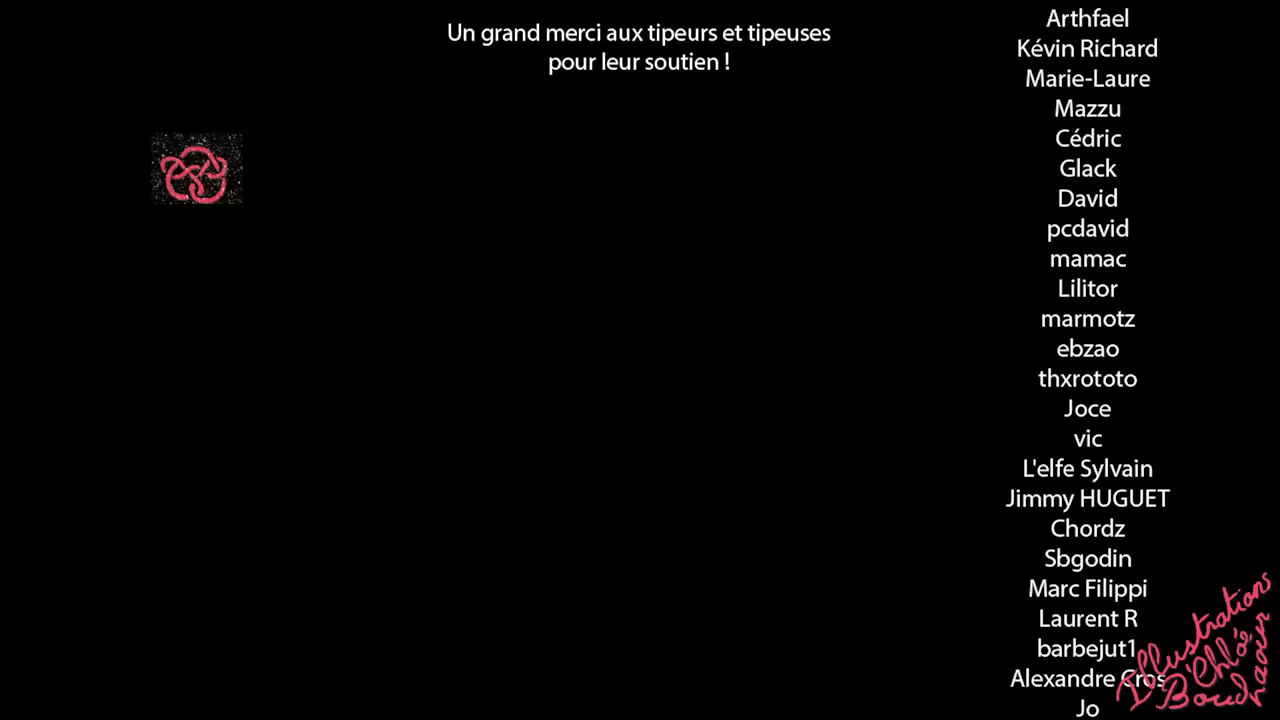 Un grand merci aux tipeurs et tipeuses
pour leur soutien !
Arthfael
Kévin Richard
Marie-Laure
Mazzu
Cédric
Glack
David
pcdavid
mamac
Lilitor
marmotz
ebzao
thxrototo
Joce
vic
L'elfe Sylvain
Jimmy HUGUET
Chordz
Sbgodin
Marc Filippi
Laurent R
barbejut1
Alexandre Cros
Jo
Illustrations
Chloé